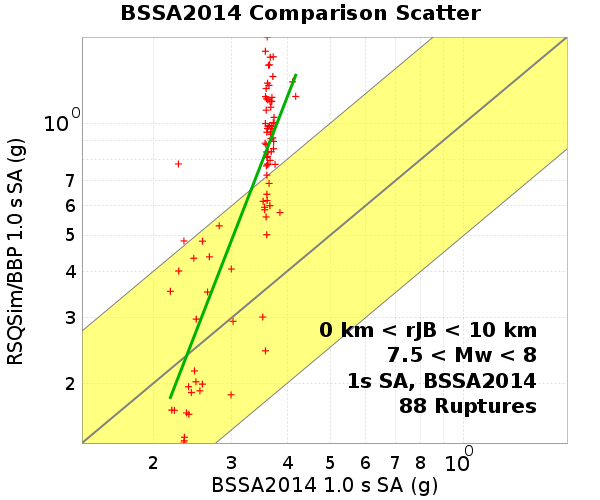 BSSA2014 Comparison Scatter
RSQSim/BBP 1.0 s SA (g)
10⁰
7
6
5
4
3
2
0 km < rJB < 10 km
7.5 < Mw < 8
1s SA, BSSA2014
88 Ruptures
2 3 4 5 6 7 8 10⁰
BSSA2014 1.0 s SA (g)